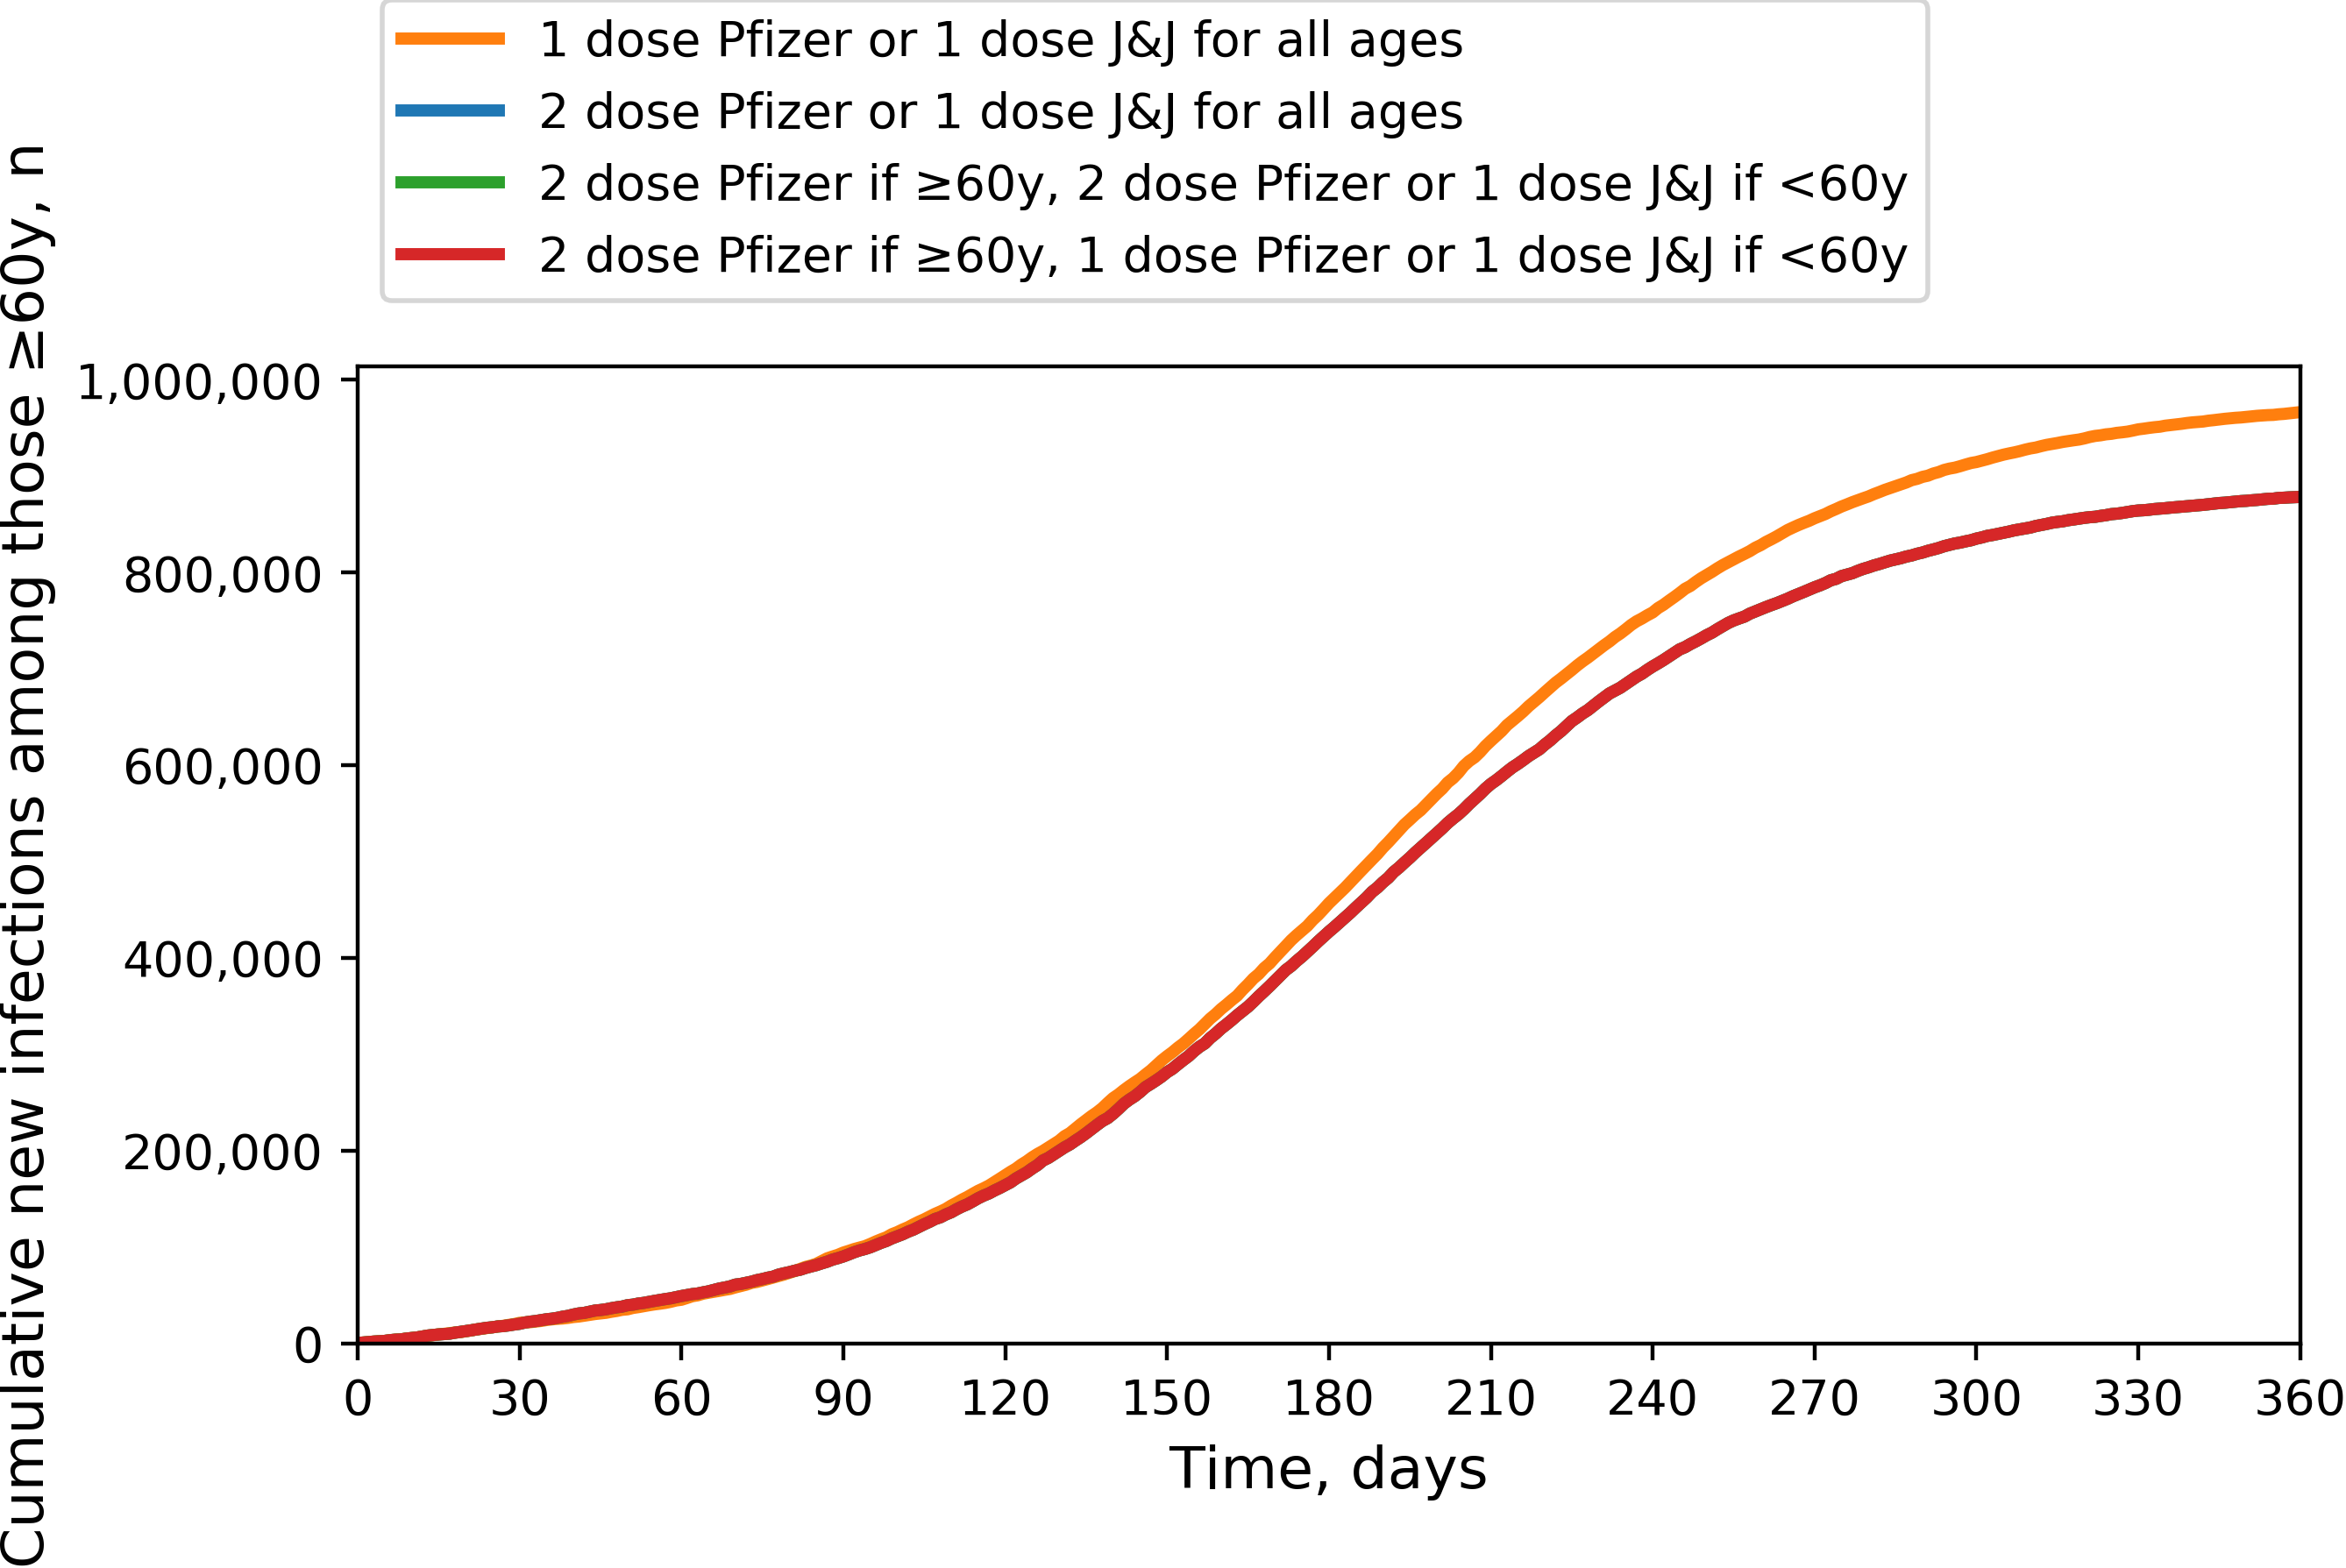 1 dose Pfizer or 1 dose J&J for all ages
2 dose Pfizer or 1 dose J&J for all ages
2 dose Pfizer if ≥60y, 2 dose Pfizer or 1 dose J&J if <60y
2 dose Pfizer if ≥60y, 1 dose Pfizer or 1 dose J&J if <60y
Cumulative new infections among those ≥60y, n
1,000,000
800,000
600,000
400,000
200,000
0
0 30 60 90 120 150 180 210 240 270 300 330 360
Time, days